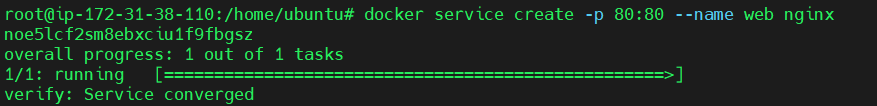 root@ip-172-31-38-110:/home/ubuntu# docker service create -p 80:80 --name web nginx
noe5lcf2sm8ebxciu1f9fbgsz
overall progress: 1 out of 1 tasks
1/1: running   [==================================================>]
verify: Service converged